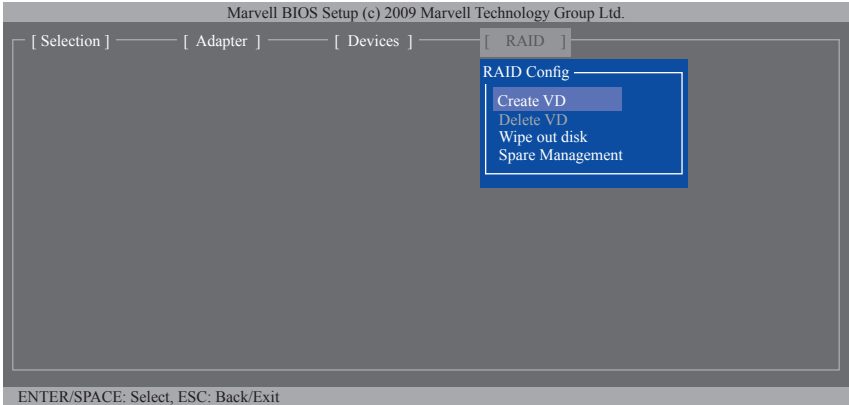 Marvell BIOS Setup (c) 2009 Marvell Technology Group Ltd.
[ Selection ] [ Adapter ] [ Devices ] [ RAID ]
RAID Config
Create VD
Delete VD
Wipe out disk
Spare Management
ENTER/SPACE: Select, ESC: Back/Exit